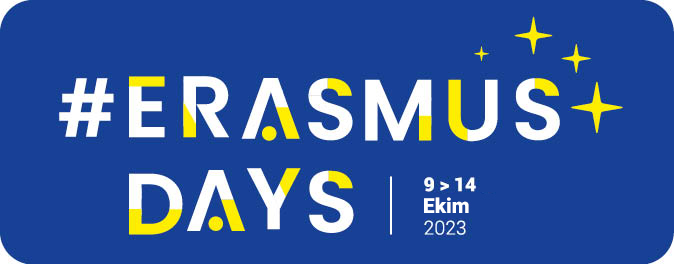 #ERASMUS
DAYS
9 > 14
Ekim
2023